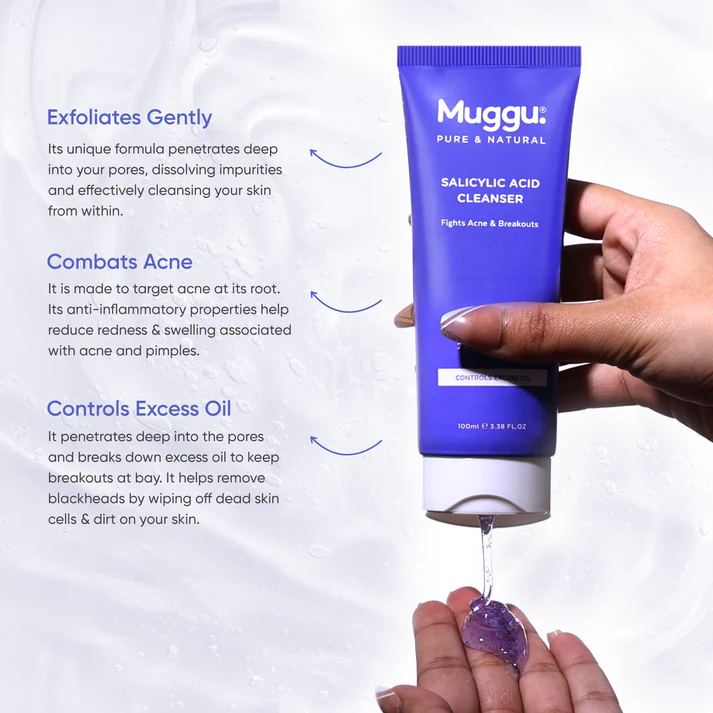 Exfoliates Gently
Its unique formula penetrates deep
into your pores, dissolving impurities
and effectively cleansing your skin
from within.
Combats Acne
It is made to target acne at its root.
Its anti-inflammatory properties help
reduce redness & swelling associated
with acne and pimples.
Controls Excess Oil
It penetrates deep into the pores
and breaks down excess oil to keep
breakouts at bay. It helps remove
blackheads by wiping off dead skin
cells & dirt on your skin.
Muggu:®
PURE & NATURAL
SALICYLIC ACID
CLEANSER
Fights Acne & Breakouts
CONTROLS EXCESS OIL
100ml ℮ 3.38 FL.OZ